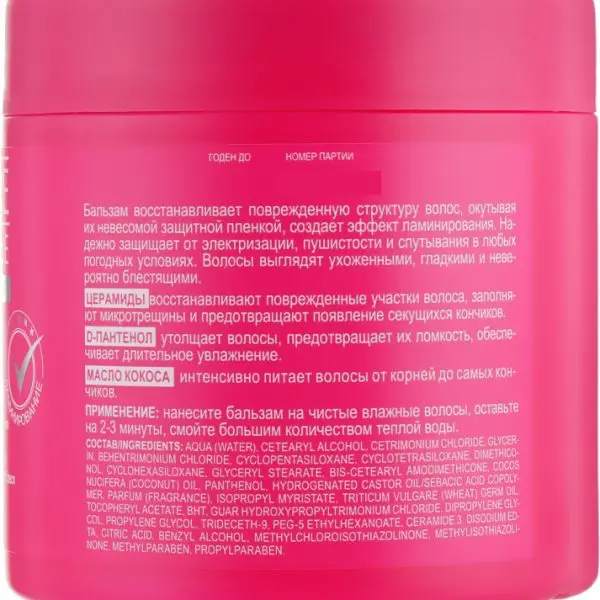 ГОДЕН ДО НОМЕР ПАРТИИ
Бальзам восстанавливает поврежденную структуру волос, окутывая
их невесомой защитной пленкой, создает эффект ламинирования. На-
дежно защищает от электризации, пушистости и спутывания в любых
погодных условиях. Волосы выглядят ухоженными, гладкими и неве-
роятно блестящими.
ЦЕРАМИДЫ восстанавливают поврежденные участки волоса, заполня-
ют микротрещины и предотвращают появление секущихся кончиков.
D-ПАНТЕНОЛ утолщает волосы, предотвращает их ломкость, обеспе-
чивает длительное увлажнение.
МАСЛО КОКОСА интенсивно питает волосы от корней до самых кон-
чиков.
ПРИМЕНЕНИЕ: нанесите бальзам на чистые влажные волосы, оставьте
на 2-3 минуты, смойте большим количеством теплой воды.
СОСТАВ/INGREDIENTS: AQUA (WATER), CETEARYL ALCOHOL, CETRIMONIUM CHLORIDE, GLYCER-
IN, BEHENTRIMONIUM CHLORIDE, CYCLOPENTASILOXANE, CYCLOTETRASILOXANE, DIMETHICO-
NOL, CYCLOHEXASILOXANE, GLYCERYL STEARATE, BIS-CETEARYL AMODIMETHICONE, COCOS
NUCIFERA (COCONUT) OIL, PANTHENOL, HYDROGENATED CASTOR OIL/SEBACIC ACID COPOLY-
MER, PARFUM (FRAGRANCE), ISOPROPYL MYRISTATE, TRITICUM VULGARE (WHEAT) GERM OIL,
TOCOPHERYL ACETATE, BHT, GUAR HYDROXYPROPYLTRIMONIUM CHLORIDE, DIPROPYLENE GLY-
COL, PROPYLENE GLYCOL, TRIDECETH-9, PEG-5 ETHYLHEXANOATE, CERAMIDE 3, DISODIUM ED-
TA, CITRIC ACID, BENZYL ALCOHOL, METHYLCHLOROISOTHIAZOLINONE, METHYLISOTHIAZOLI-
NONE, METHYLPARABEN, PROPYLPARABEN.